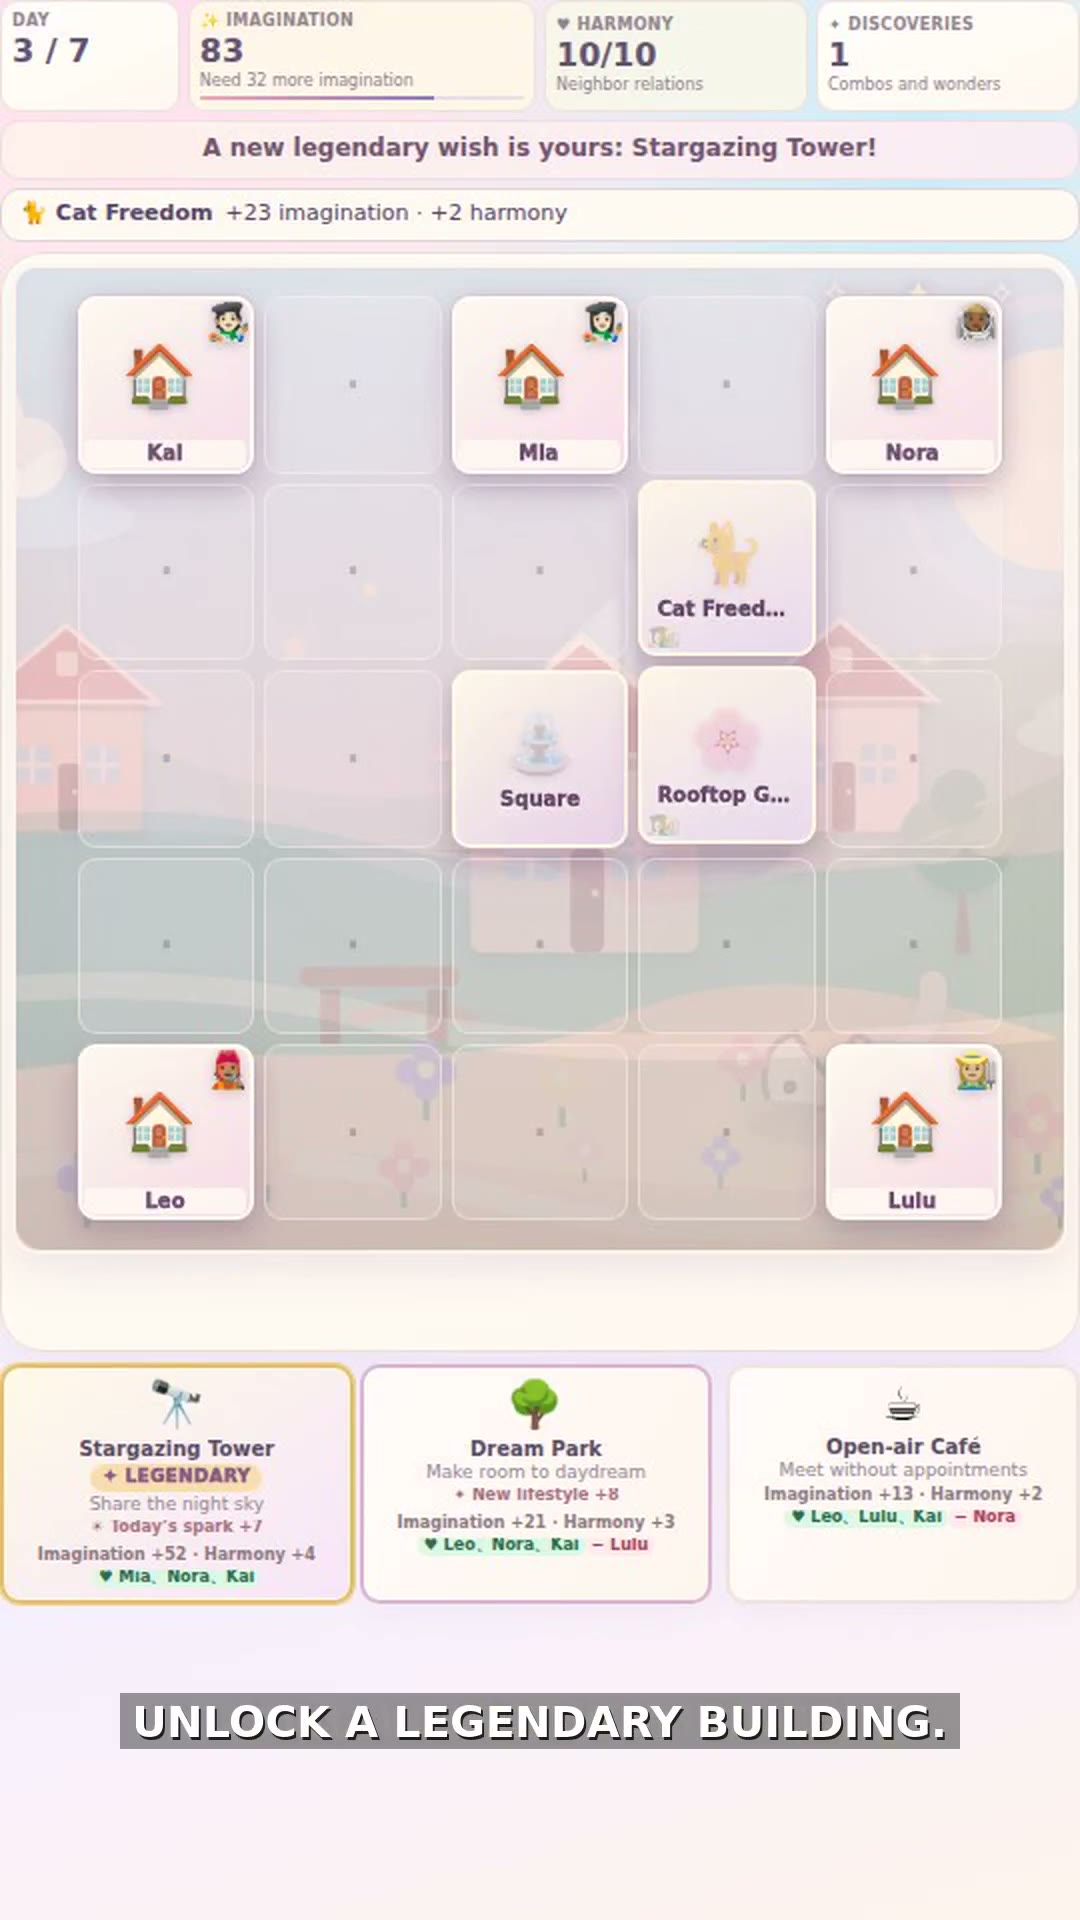 DAY
3 / 7
✨ IMAGINATION
83
Need 32 more imagination
♥ HARMONY
10/10
Neighbor relations
✦ DISCOVERIES
1
Combos and wonders
A new legendary wish is yours: Stargazing Tower!
Cat Freedom +23 imagination · +2 harmony
Kai
Mia
Nora
Cat Freed...
Square
Rooftop G...
Leo
Lulu
Stargazing Tower
✦ LEGENDARY
Share the night sky
☀ Today's spark +7
Imagination +52 · Harmony +4
♥ Mia、Nora、Kai
Dream Park
Make room to daydream
✦ New lifestyle +8
Imagination +21 · Harmony +3
♥ Leo、Nora、Kai − Lulu
Open-air Café
Meet without appointments
Imagination +13 · Harmony +2
♥ Leo、Lulu、Kai − Nora
UNLOCK A LEGENDARY BUILDING.